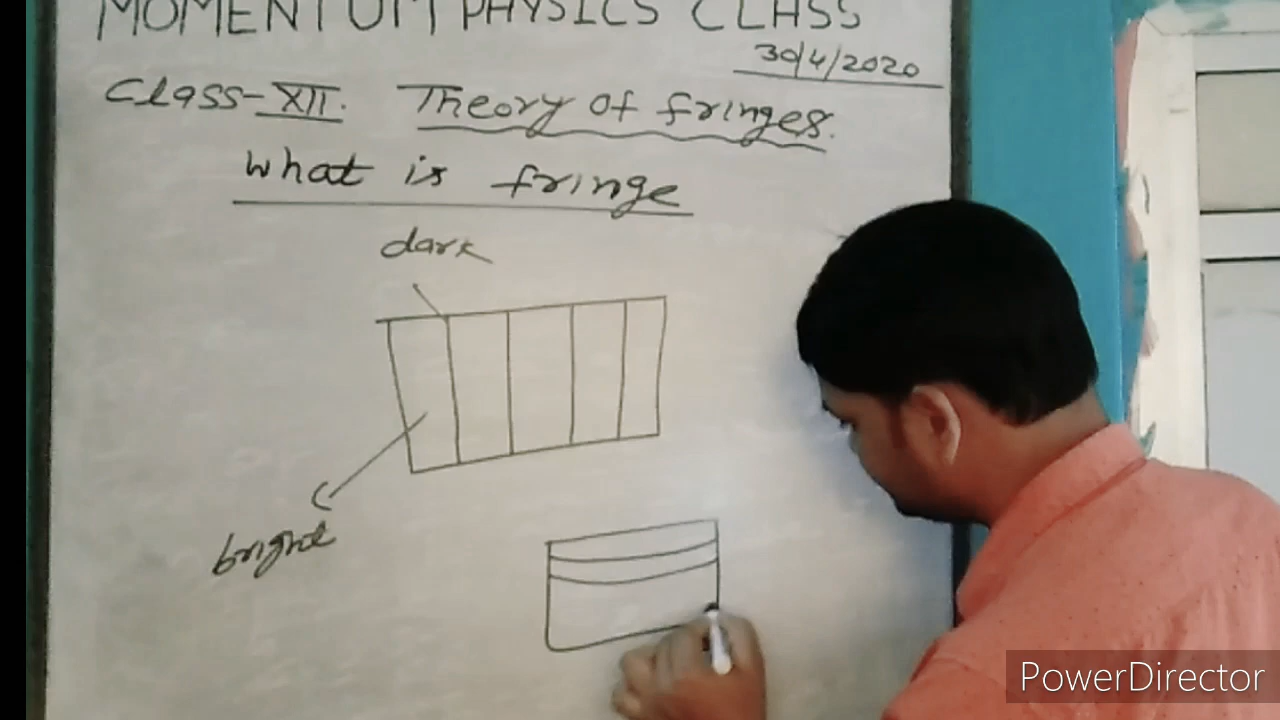 MOMENTUM PHYSICS CLASS
30/4/2020
Class-XII. Theory of fringes.
What is fringe
dark
bright
PowerDirector